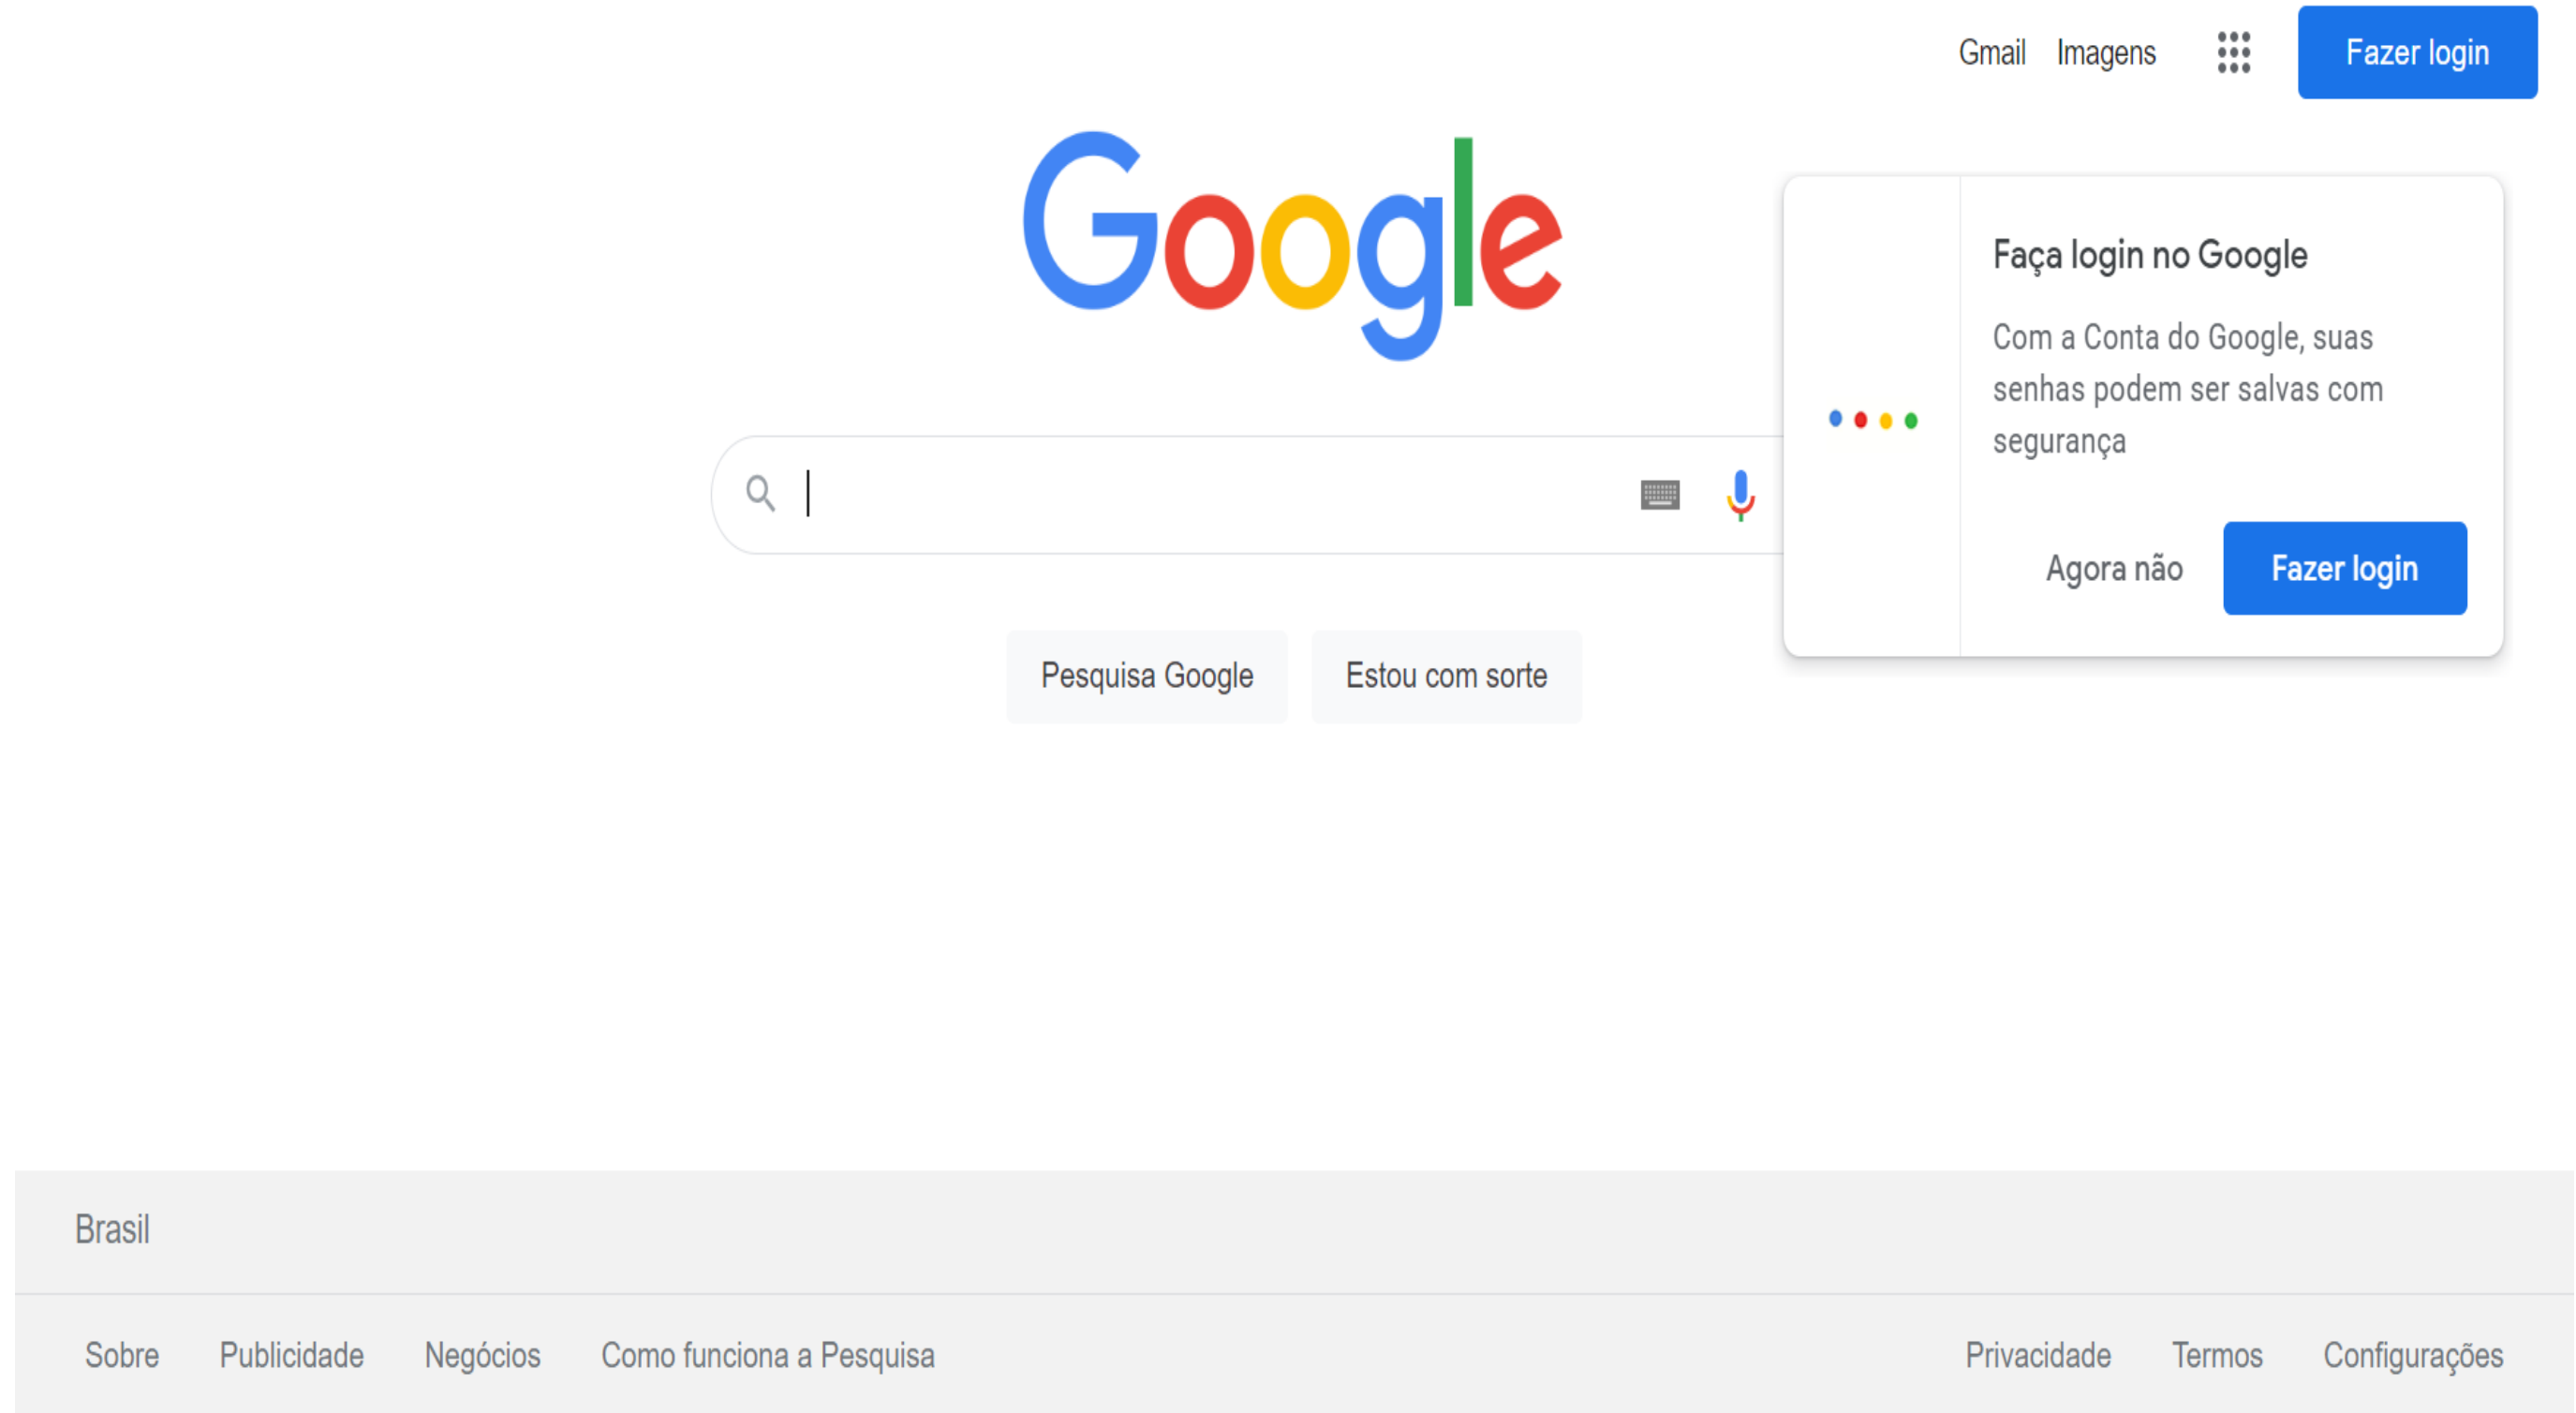 Gmail Imagens Fazer login
Google
Faça login no Google
Com a Conta do Google, suas
senhas podem ser salvas com
segurança
Agora não Fazer login
Pesquisa Google Estou com sorte
Brasil
Sobre Publicidade Negócios Como funciona a Pesquisa Privacidade Termos Configurações